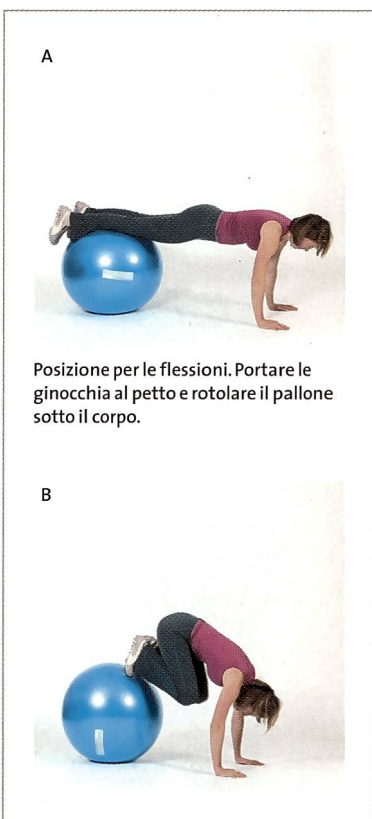 A
Posizione per le flessioni. Portare le
ginocchia al petto e rotolare il pallone
sotto il corpo.
B